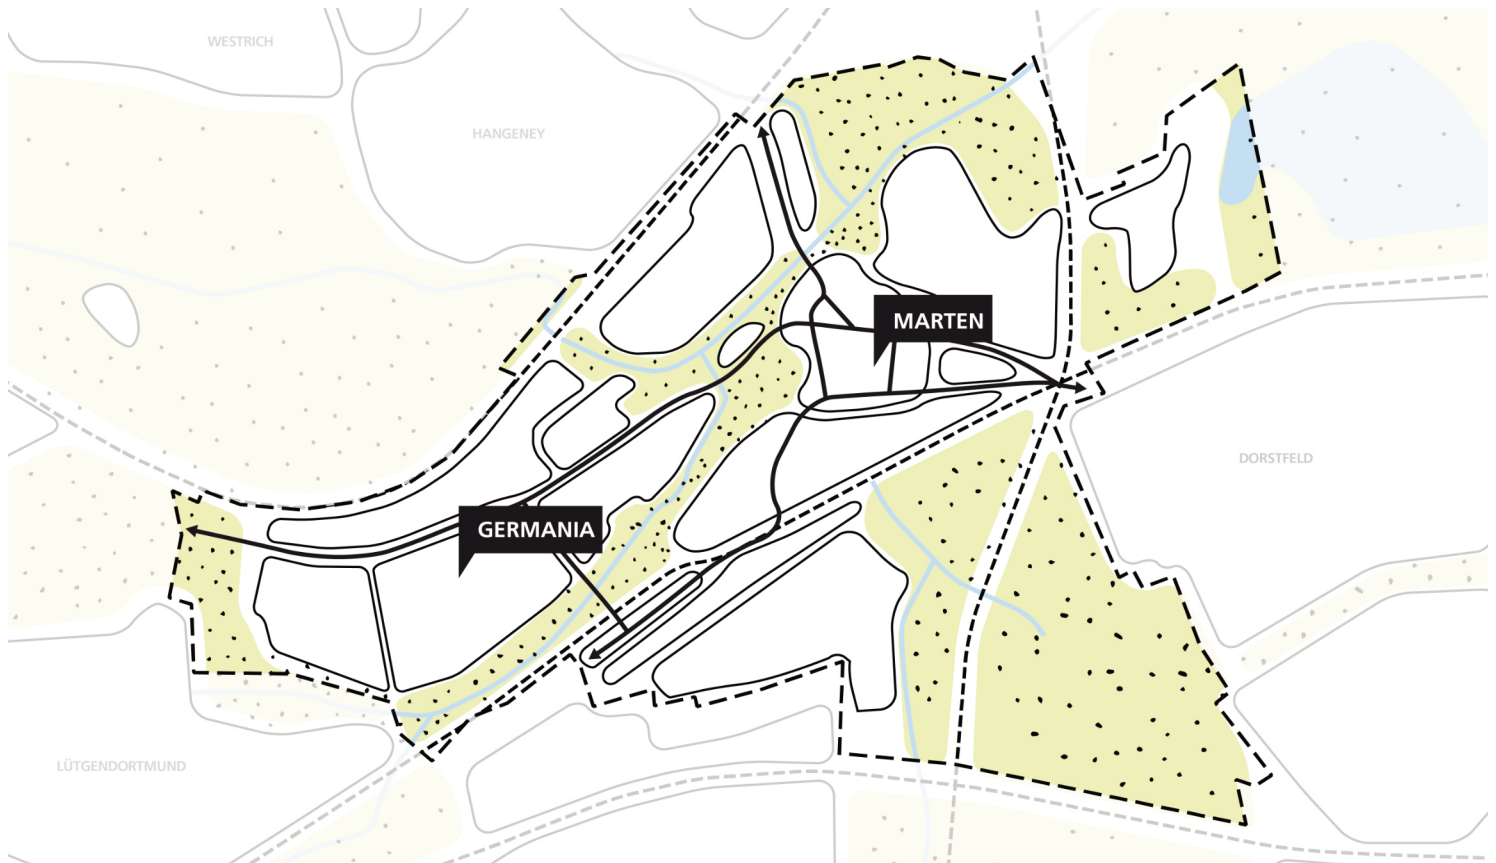 WESTRICH
HANGENEY
MARTEN
DORSTFELD
GERMANIA
LÜTGENDORTMUND